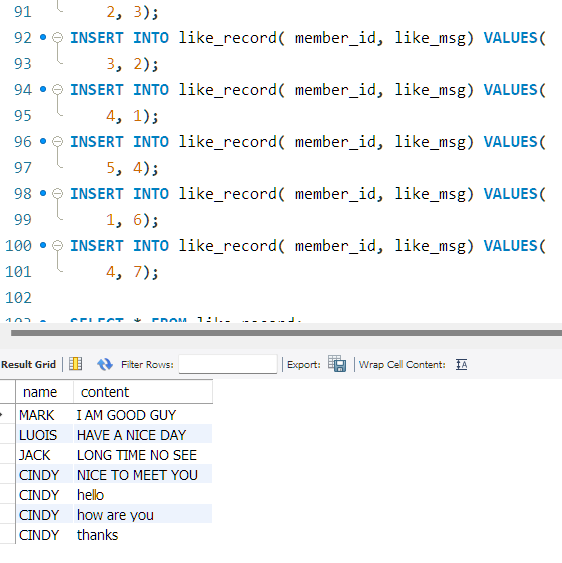 91 2, 3);
92 INSERT INTO like_record( member_id, like_msg) VALUES(
93 3, 2);
94 INSERT INTO like_record( member_id, like_msg) VALUES(
95 4, 1);
96 INSERT INTO like_record( member_id, like_msg) VALUES(
97 5, 4);
98 INSERT INTO like_record( member_id, like_msg) VALUES(
99 1, 6);
100 INSERT INTO like_record( member_id, like_msg) VALUES(
101 4, 7);
102
103 SELECT * FROM like_record;
Result Grid Filter Rows: Export: Wrap Cell Content:
name content
MARK I AM GOOD GUY
LUOIS HAVE A NICE DAY
JACK LONG TIME NO SEE
CINDY NICE TO MEET YOU
CINDY hello
CINDY how are you
CINDY thanks